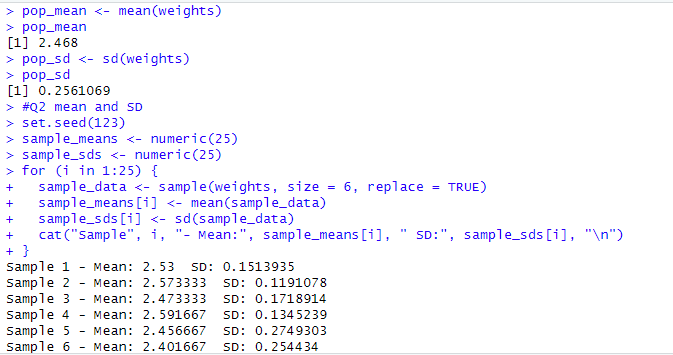 > pop_mean <- mean(weights)
> pop_mean
[1] 2.468
> pop_sd <- sd(weights)
> pop_sd
[1] 0.2561069
> #Q2 mean and SD
> set.seed(123)
> sample_means <- numeric(25)
> sample_sds <- numeric(25)
> for (i in 1:25) {
+   sample_data <- sample(weights, size = 6, replace = TRUE)
+   sample_means[i] <- mean(sample_data)
+   sample_sds[i] <- sd(sample_data)
+   cat("Sample", i, "- Mean:", sample_means[i], " SD:", sample_sds[i], "\n")
+ }
Sample 1 - Mean: 2.53  SD: 0.1513935
Sample 2 - Mean: 2.573333  SD: 0.1191078
Sample 3 - Mean: 2.473333  SD: 0.1718914
Sample 4 - Mean: 2.591667  SD: 0.1345239
Sample 5 - Mean: 2.456667  SD: 0.2749303
Sample 6 - Mean: 2.401667  SD: 0.254434